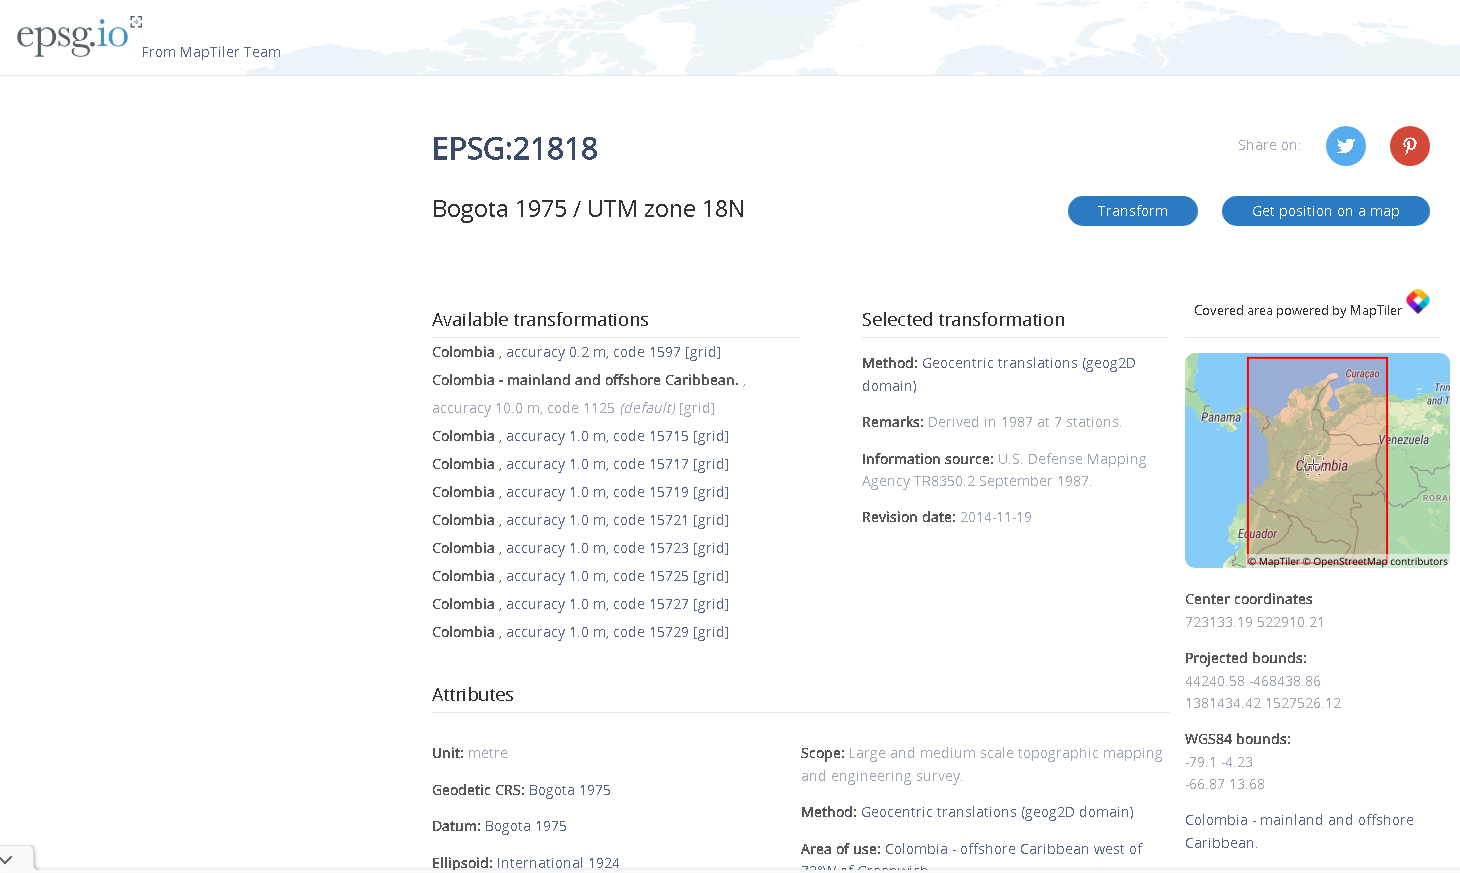 epsg.io
From MapTiler Team
EPSG:21818
Share on:
Bogota 1975 / UTM zone 18N
Transform
Get position on a map
Available transformations
Colombia , accuracy 0.2 m, code 1597 [grid]
Colombia - mainland and offshore Caribbean. ,
accuracy 10.0 m, code 1125 (default) [grid]
Colombia , accuracy 1.0 m, code 15715 [grid]
Colombia , accuracy 1.0 m, code 15717 [grid]
Colombia , accuracy 1.0 m, code 15719 [grid]
Colombia , accuracy 1.0 m, code 15721 [grid]
Colombia , accuracy 1.0 m, code 15723 [grid]
Colombia , accuracy 1.0 m, code 15725 [grid]
Colombia , accuracy 1.0 m, code 15727 [grid]
Colombia , accuracy 1.0 m, code 15729 [grid]
Selected transformation
Method: Geocentric translations (geog2D
domain)
Remarks: Derived in 1987 at 7 stations.
Information source: U.S. Defense Mapping
Agency TR8350.2 September 1987.
Revision date: 2014-11-19
Covered area powered by MapTiler
Curaçao
Trin
and T
Panama
Venezuela
Colombia
RORA
Ecuador
© MapTiler © OpenStreetMap contributors
Center coordinates
723133.19 522910.21
Projected bounds:
44240.58 -468438.86
1381434.42 1527526.12
WGS84 bounds:
-79.1 -4.23
-66.87 13.68
Colombia - mainland and offshore
Caribbean.
Attributes
Unit: metre
Geodetic CRS: Bogota 1975
Datum: Bogota 1975
Ellipsoid: International 1924
Scope: Large and medium scale topographic mapping
and engineering survey.
Method: Geocentric translations (geog2D domain)
Area of use: Colombia - offshore Caribbean west of
72°W of Greenwich